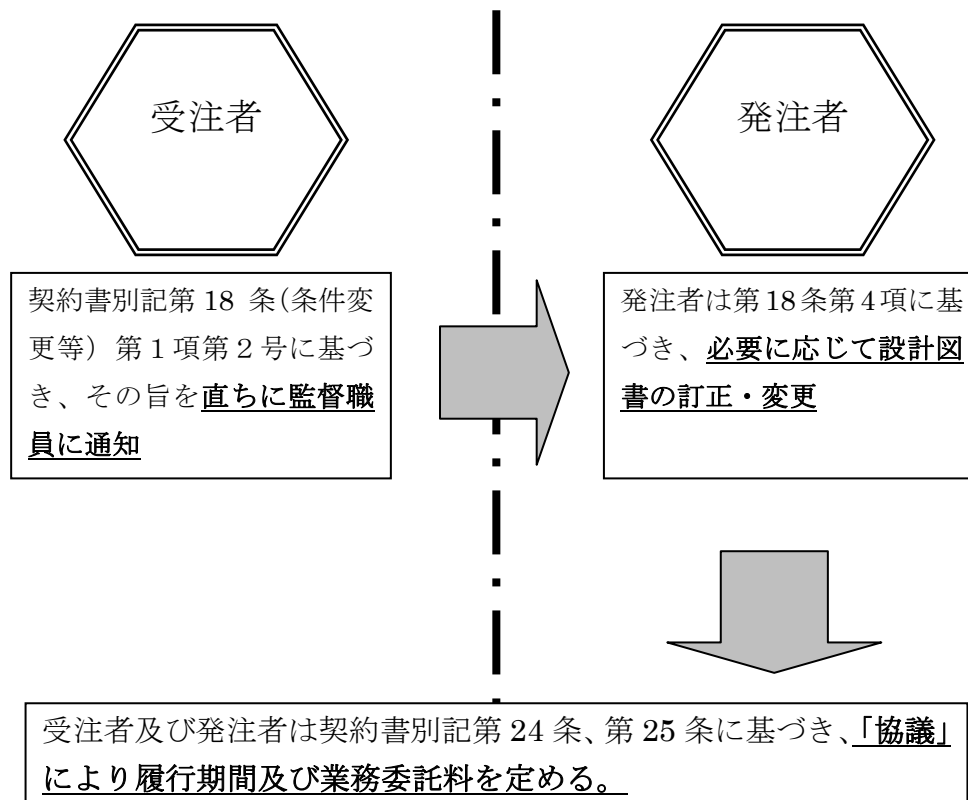 受注者
発注者
契約書別記第 18 条(条件変
更等）第１項第２号に基づ
き、その旨を直ちに監督職
員に通知
発注者は第 18 条第４項に基
づき、必要に応じて設計図
書の訂正・変更
受注者及び発注者は契約書別記第 24 条、第 25 条に基づき、「協議」
により履行期間及び業務委託料を定める。